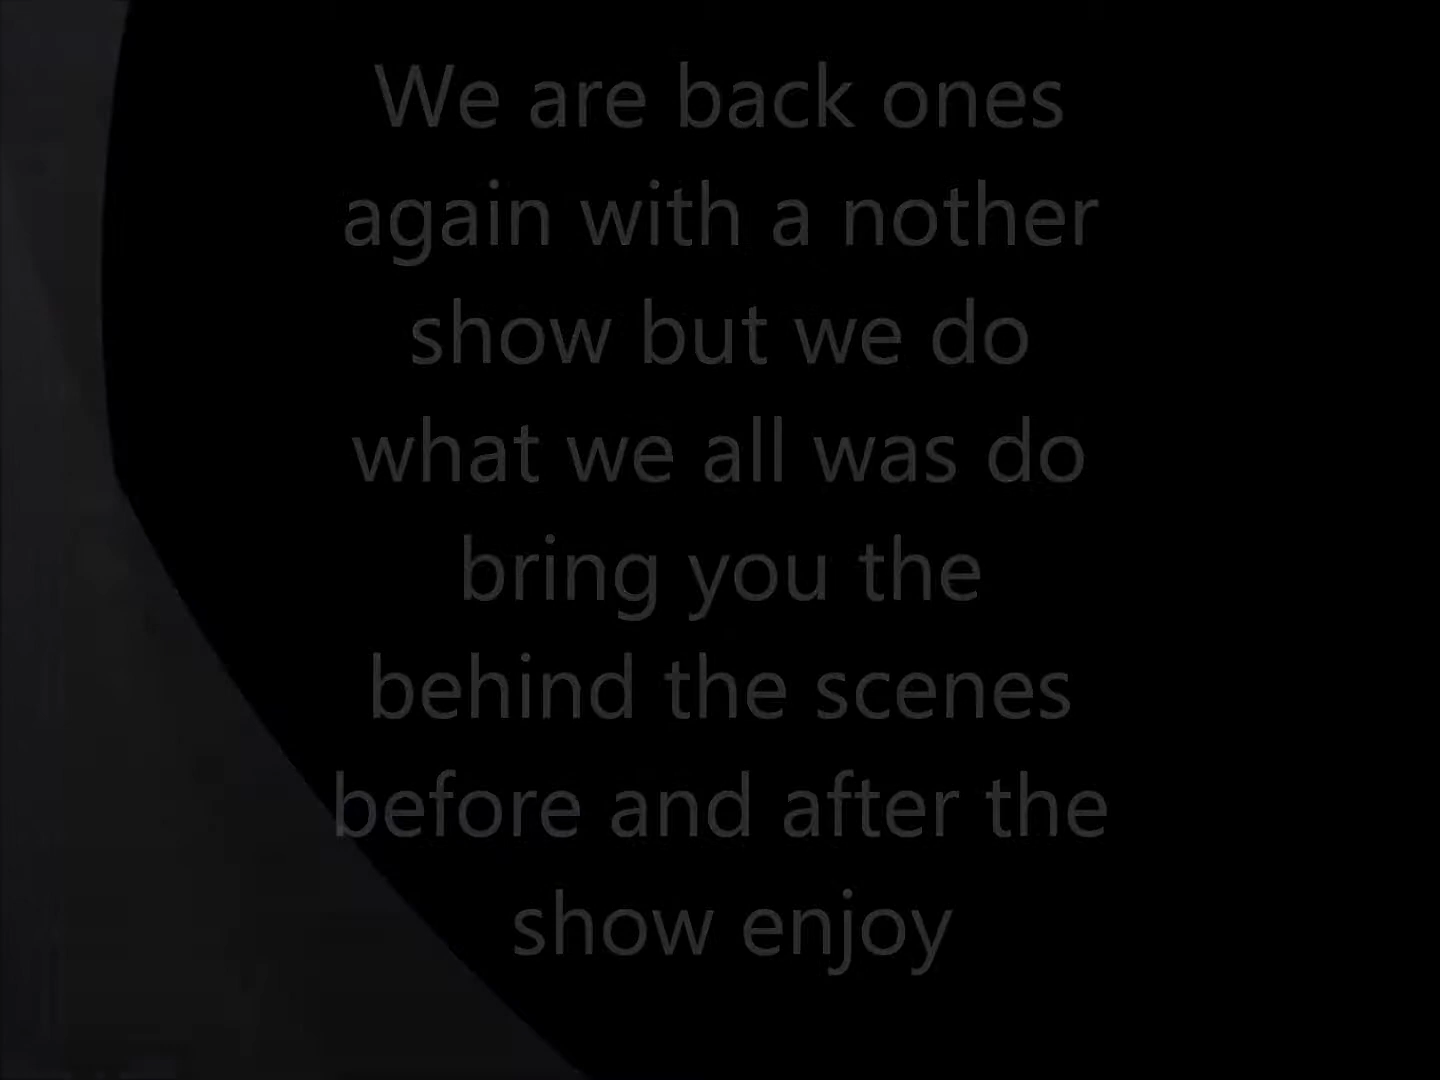 We are back ones
again with a nother
show but we do
what we all was do
bring you the
behind the scenes
before and after the
show enjoy